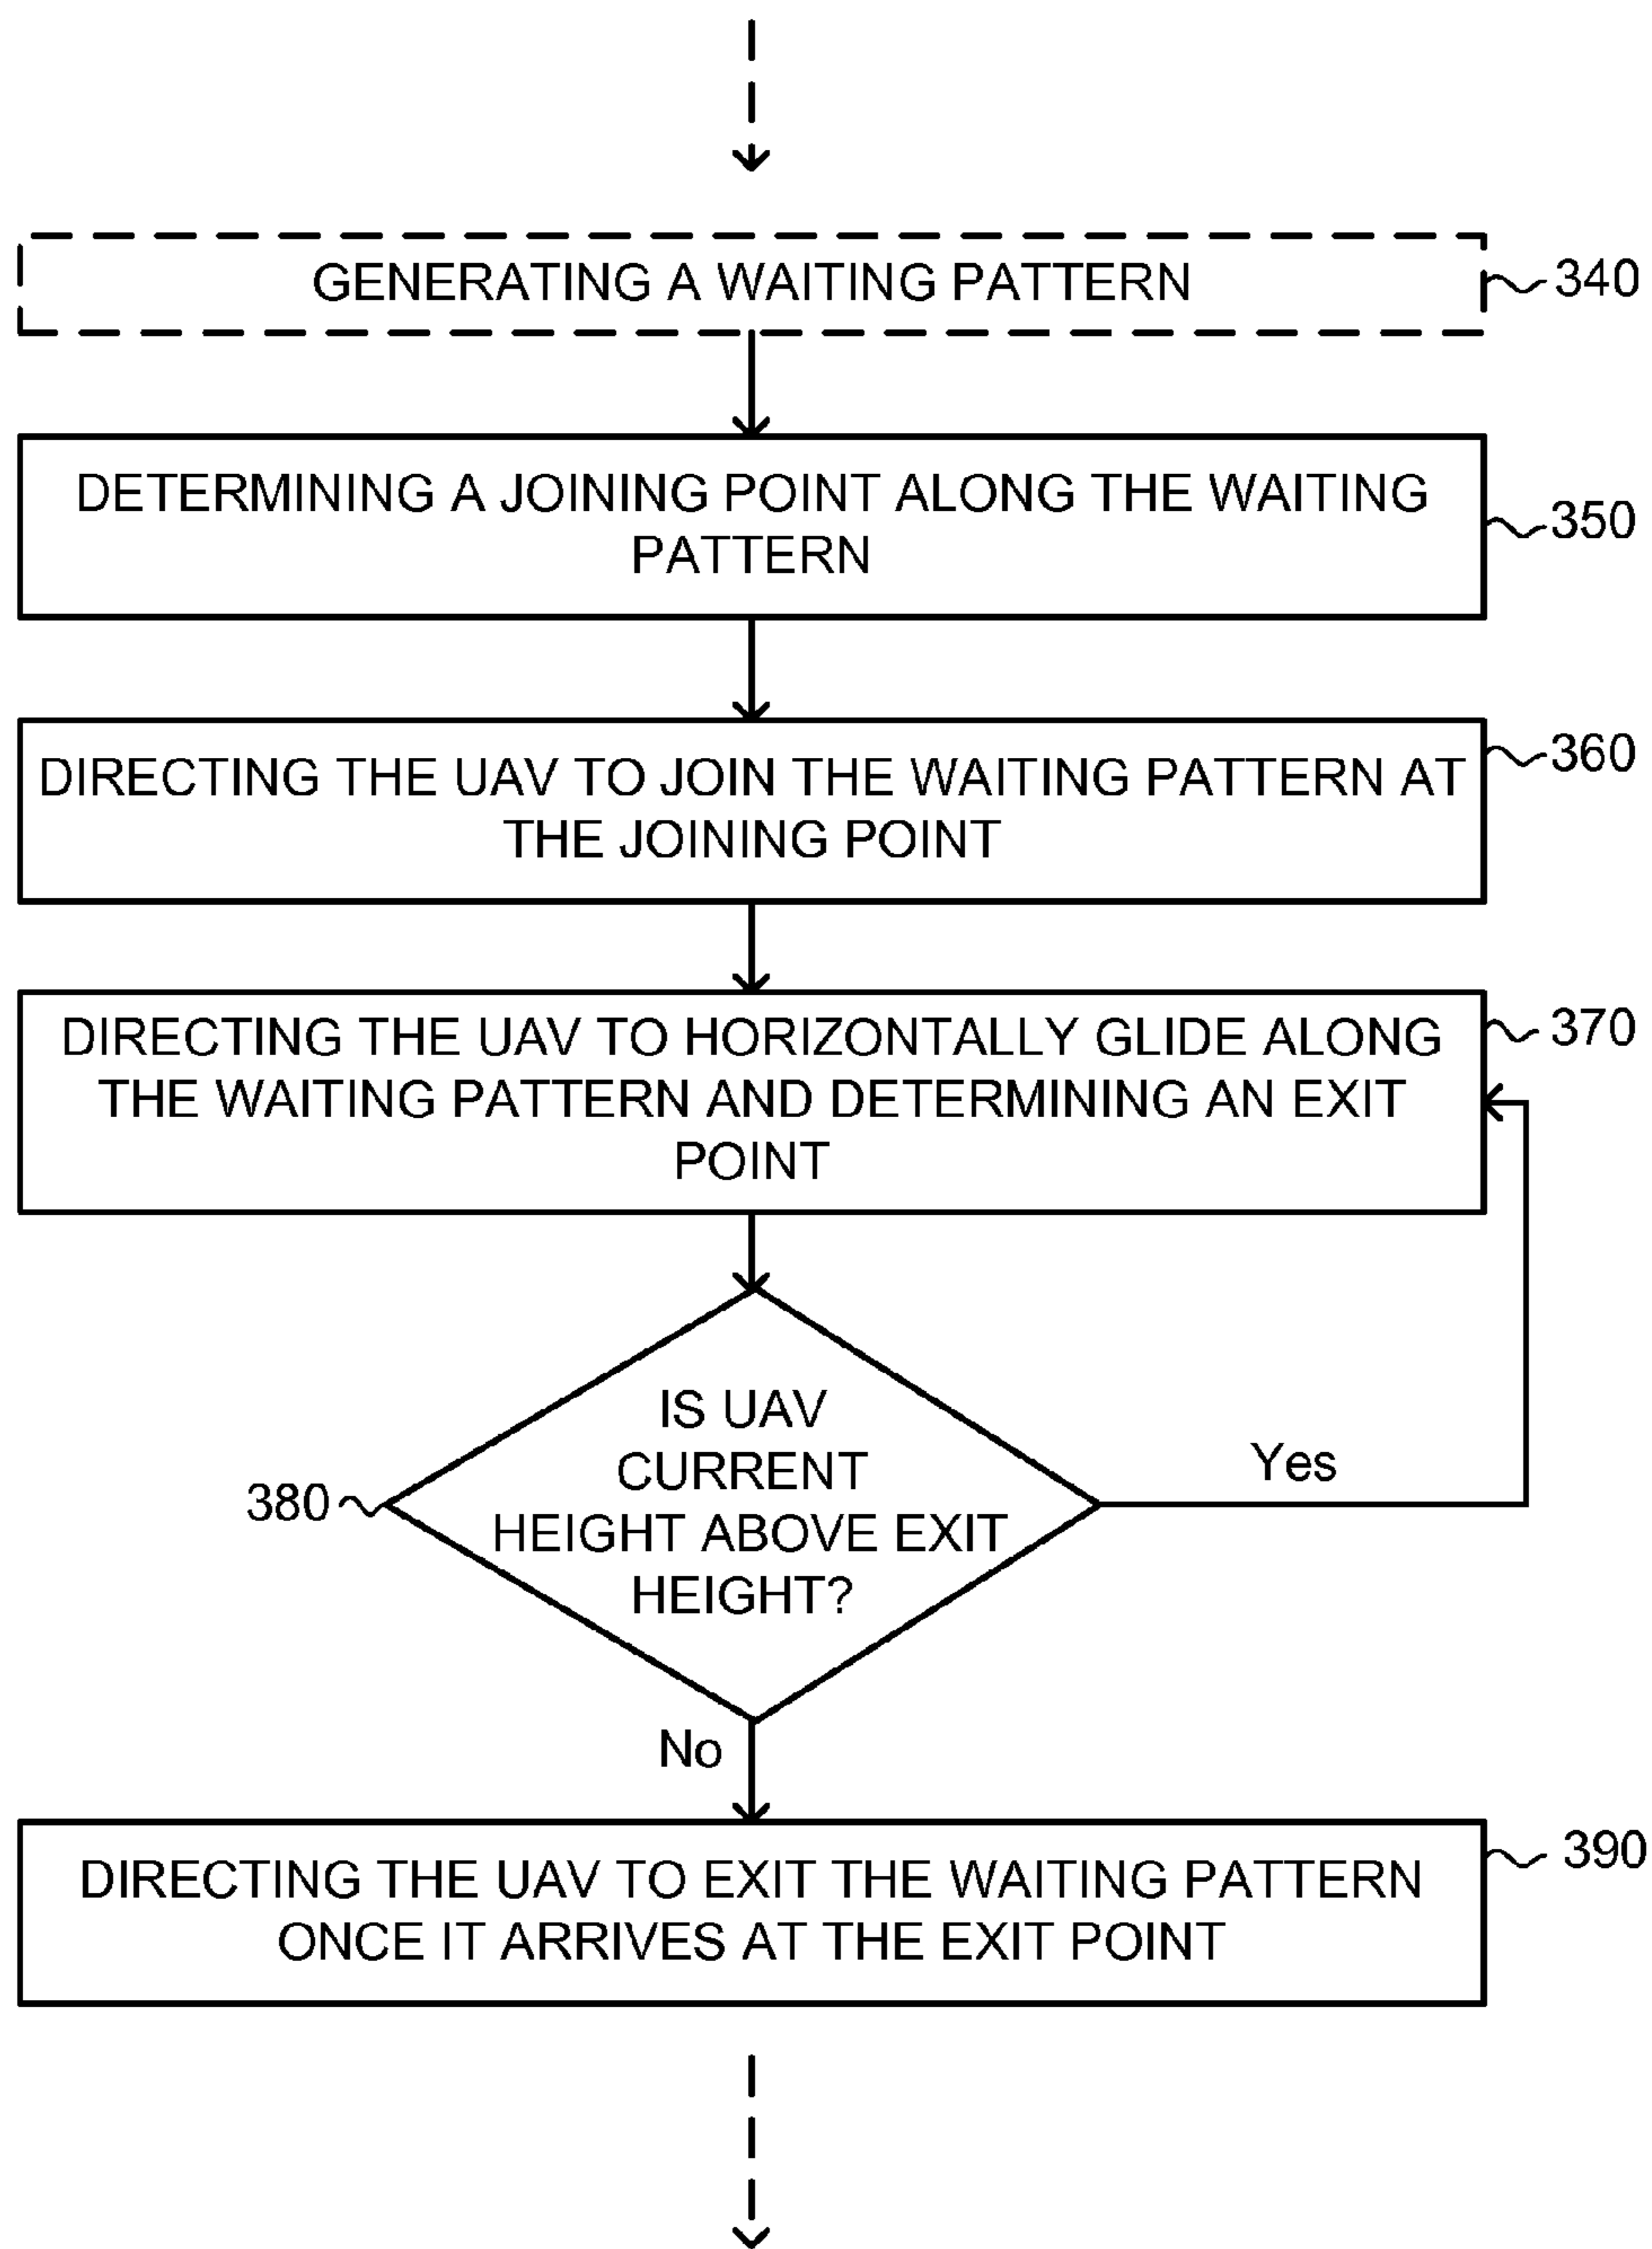 GENERATING A WAITING PATTERN
340
DETERMINING A JOINING POINT ALONG THE WAITING
PATTERN
350
DIRECTING THE UAV TO JOIN THE WAITING PATTERN AT
THE JOINING POINT
360
DIRECTING THE UAV TO HORIZONTALLY GLIDE ALONG
THE WAITING PATTERN AND DETERMINING AN EXIT
POINT
370
IS UAV
CURRENT
HEIGHT ABOVE EXIT
HEIGHT?
380
Yes
No
DIRECTING THE UAV TO EXIT THE WAITING PATTERN
ONCE IT ARRIVES AT THE EXIT POINT
390